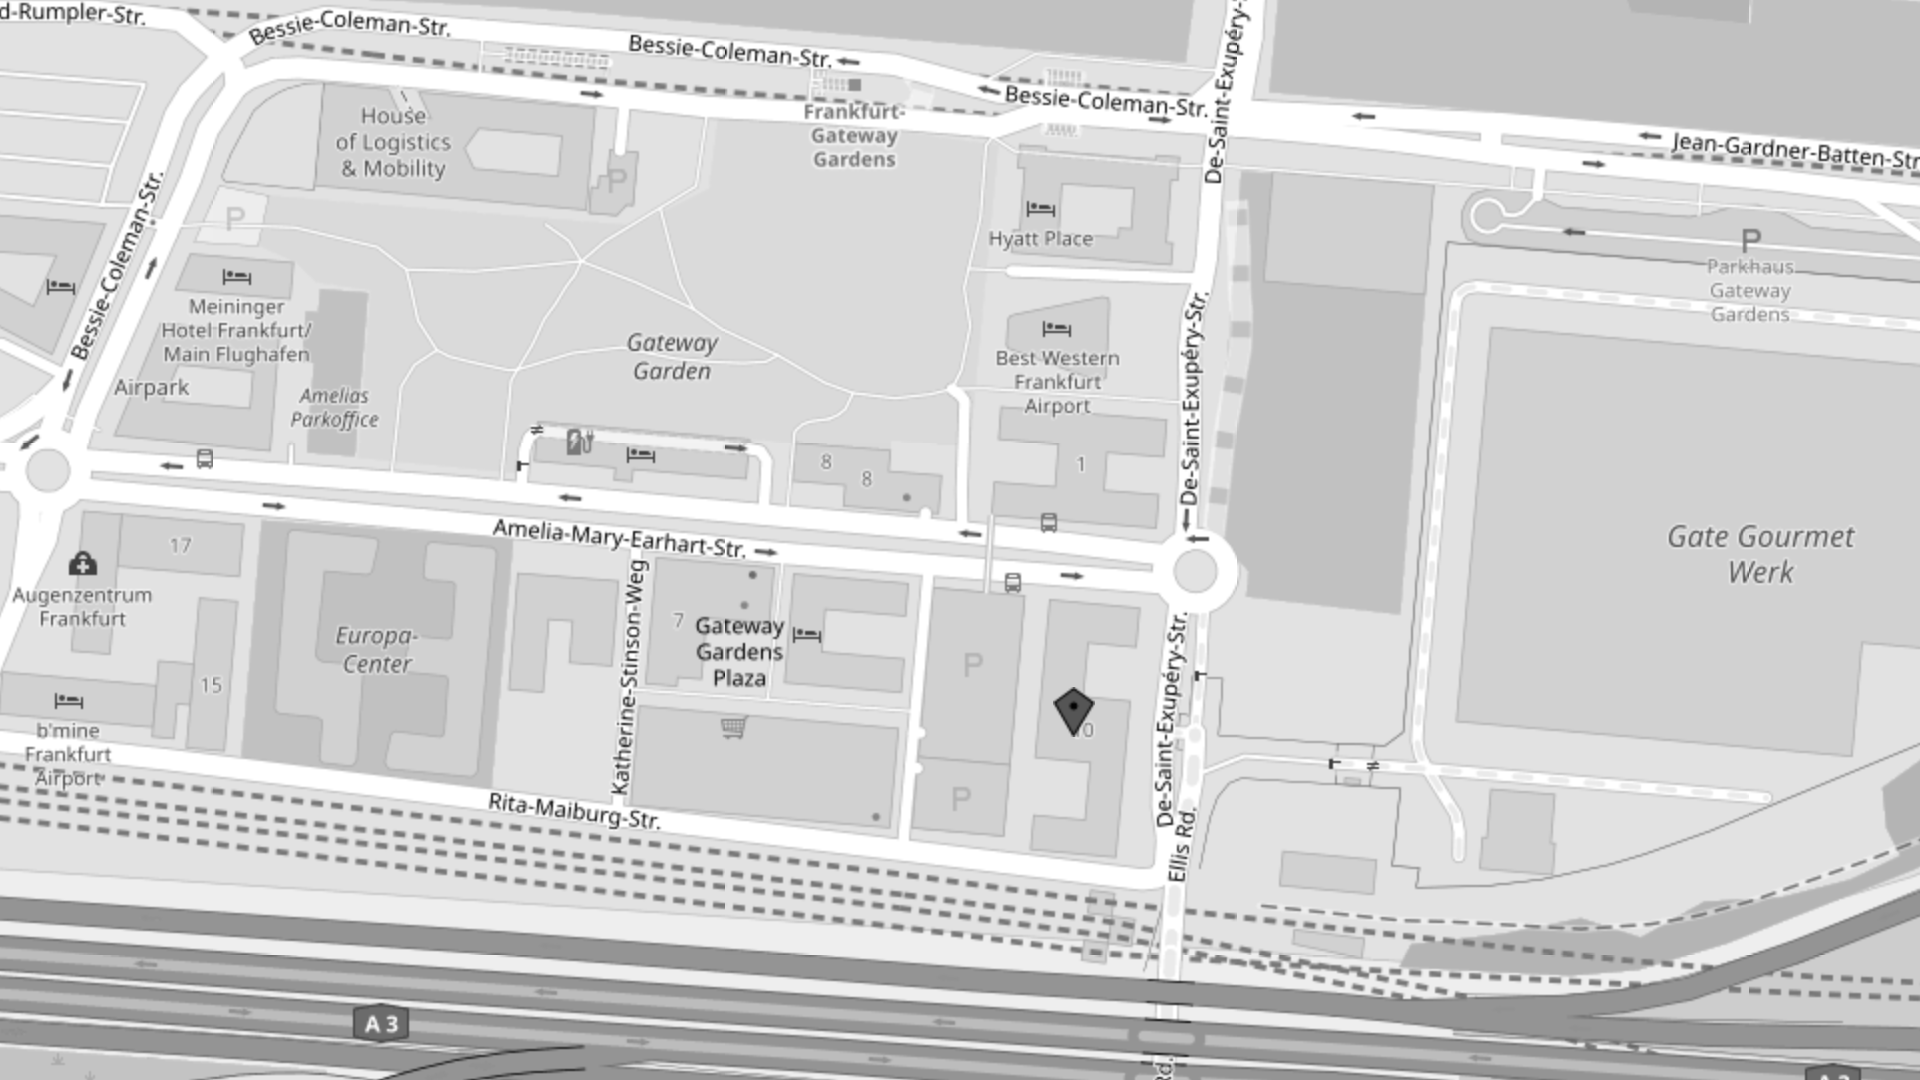 d-Rumpler-Str.
Bessie-Coleman-Str.
Bessie-Coleman-Str.
Bessie-Coleman-Str.
De-Saint-Exupéry-Str.
Jean-Gardner-Batten-Str
House
of Logistics
& Mobility
P
Frankfurt-
Gateway
Gardens
P
Hyatt Place
P
Parkhaus
Gateway
Gardens
Bessie-Coleman-Str.
Meininger
Hotel Frankfurt/
Main Flughafen
Airpark
Amelias
Parkoffice
Gateway
Garden
Best Western
Frankfurt
Airport
De-Saint-Exupéry-Str.
8
8
1
Amelia-Mary-Earhart-Str.
Gate Gourmet
Werk
17
Augenzentrum
Frankfurt
Europa-
Center
15
Katherine-Stinson-Weg
7
Gateway
Gardens
Plaza
P
10
De-Saint-Exupéry-Str.
b'mine
Frankfurt
Airport
P
Rita-Maiburg-Str.
Ellis Rd.
A 3
Rd.
A 3